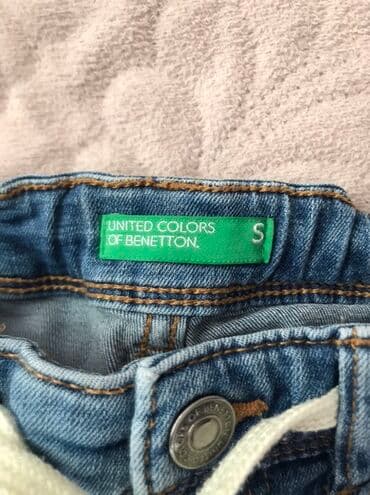 UNITED COLORS
OF BENETTON.
S